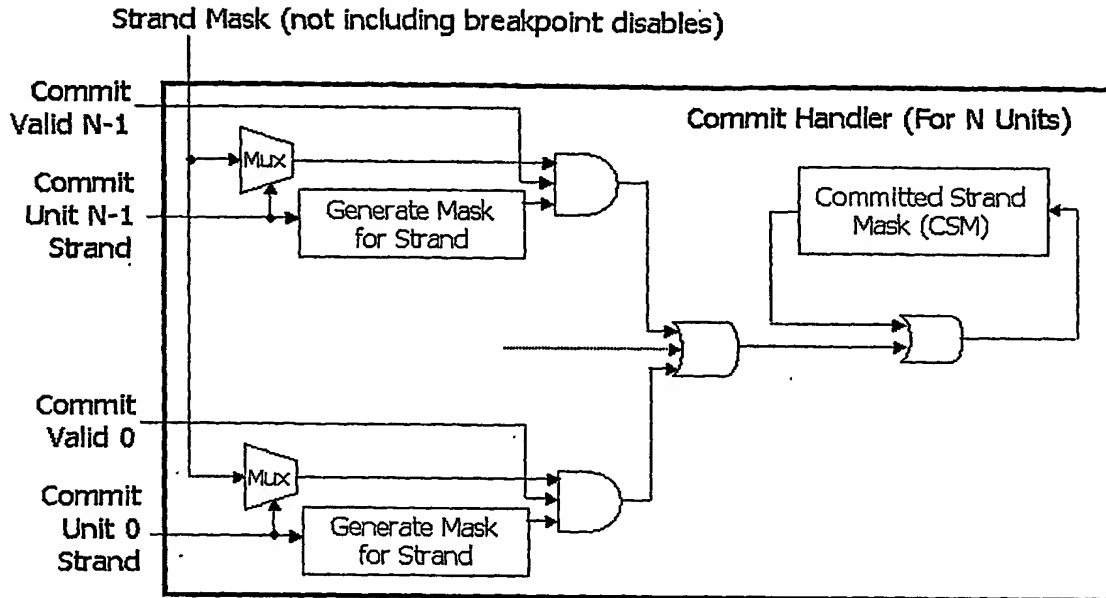 Strand Mask (not including breakpoint disables)
Commit
Valid N-1
Commit Handler (For N Units)
Mux
Commit
Unit N-1
Strand
Generate Mask
for Strand
Committed Strand
Mask (CSM)
Commit
Valid 0
Mux
Commit
Unit 0
Strand
Generate Mask
for Strand